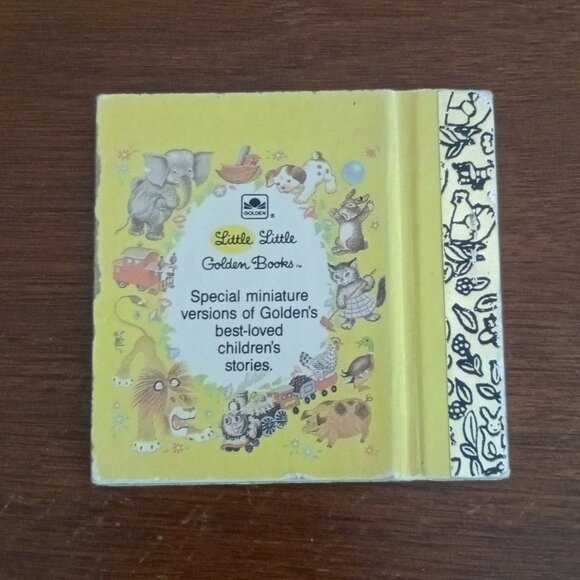 GOLDEN ®
Little Little
Golden Books™
Special miniature
versions of Golden's
best-loved
children's
stories.